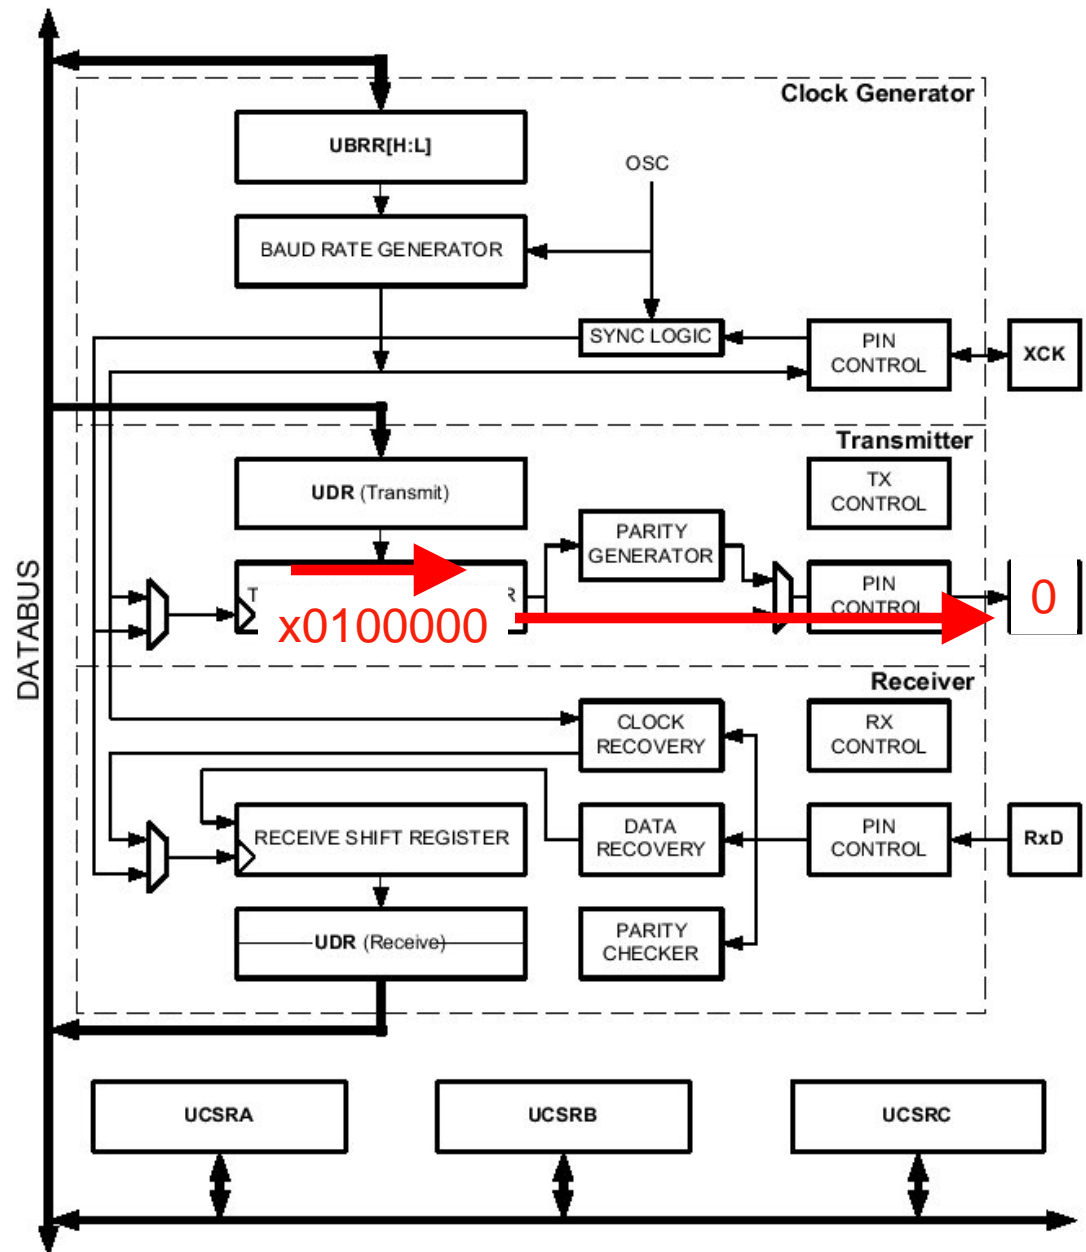 Clock Generator
UBRR[H:L]
OSC
BAUD RATE GENERATOR
SYNC LOGIC
PIN
CONTROL
XCK
Transmitter
UDR (Transmit)
TX
CONTROL
PARITY
GENERATOR
PIN
CONTROL
T
R
x0100000
0
DATABUS
Receiver
CLOCK
RECOVERY
RX
CONTROL
RECEIVE SHIFT REGISTER
DATA
RECOVERY
PIN
CONTROL
RxD
UDR (Receive)
PARITY
CHECKER
UCSRA
UCSRB
UCSRC